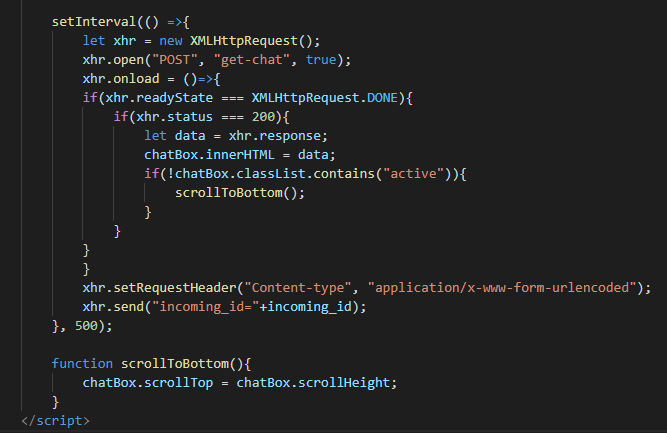 setInterval(() =>{
let xhr = new XMLHttpRequest();
xhr.open("POST", "get-chat", true);
xhr.onload = ()=>{
if(xhr.readyState === XMLHttpRequest.DONE){
if(xhr.status === 200){
let data = xhr.response;
chatBox.innerHTML = data;
if(!chatBox.classList.contains("active")){
scrollToBottom();
}
}
}
}
xhr.setRequestHeader("Content-type", "application/x-www-form-urlencoded");
xhr.send("incoming_id="+incoming_id);
}, 500);
function scrollToBottom(){
chatBox.scrollTop = chatBox.scrollHeight;
}
</script>